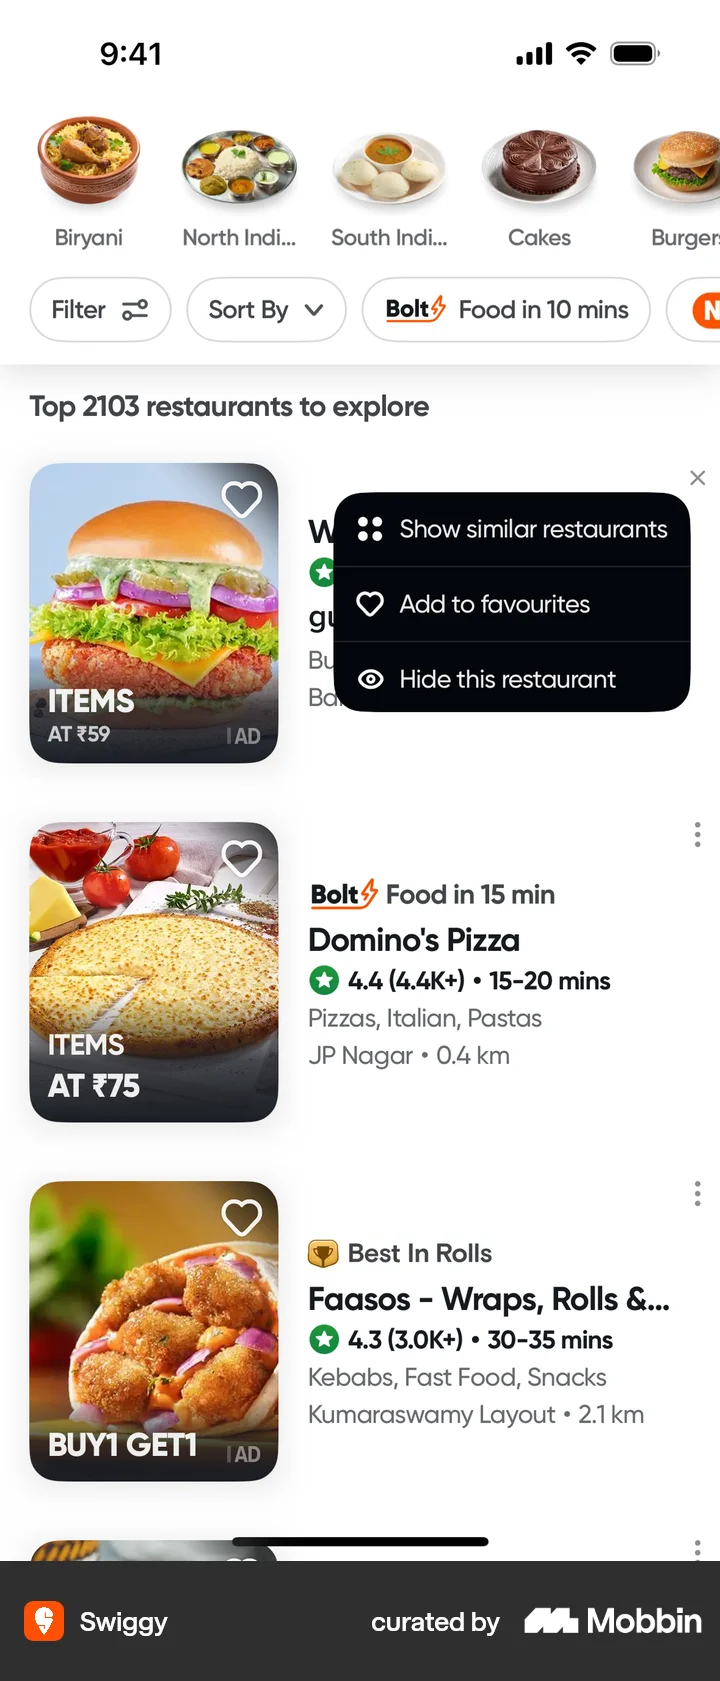 9:41
Biryani
North Indi...
South Indi...
Cakes
Burgers
Filter
Sort By
Bolt Food in 10 mins
N
Top 2103 restaurants to explore
ITEMS
AT ₹59
AD
W
Show similar restaurants
Add to favourites
gu
Bu
Hide this restaurant
Ba
ITEMS
AT ₹75
Bolt Food in 15 min
Domino's Pizza
4.4 (4.4K+) • 15-20 mins
Pizzas, Italian, Pastas
JP Nagar • 0.4 km
BUY1 GET1
AD
Best In Rolls
Faasos - Wraps, Rolls &...
4.3 (3.0K+) • 30-35 mins
Kebabs, Fast Food, Snacks
Kumaraswamy Layout • 2.1 km
Swiggy
curated by Mobbin